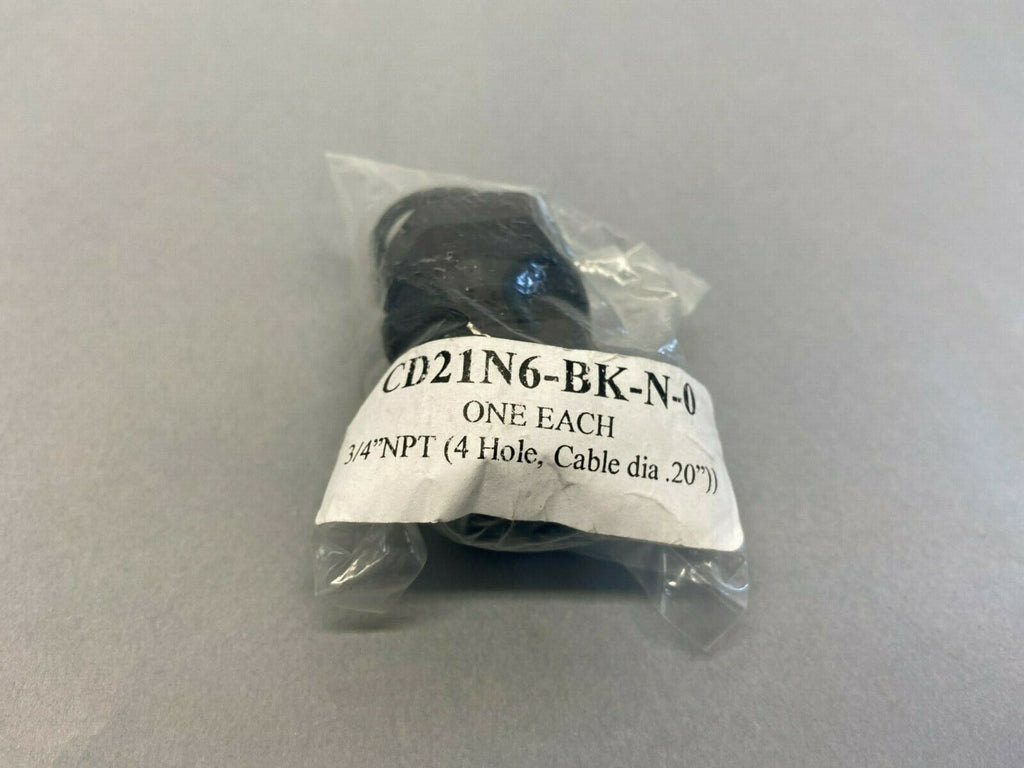 CD21N6-BK-N-0
ONE EACH
3/4”NPT (4 Hole, Cable dia .20”))